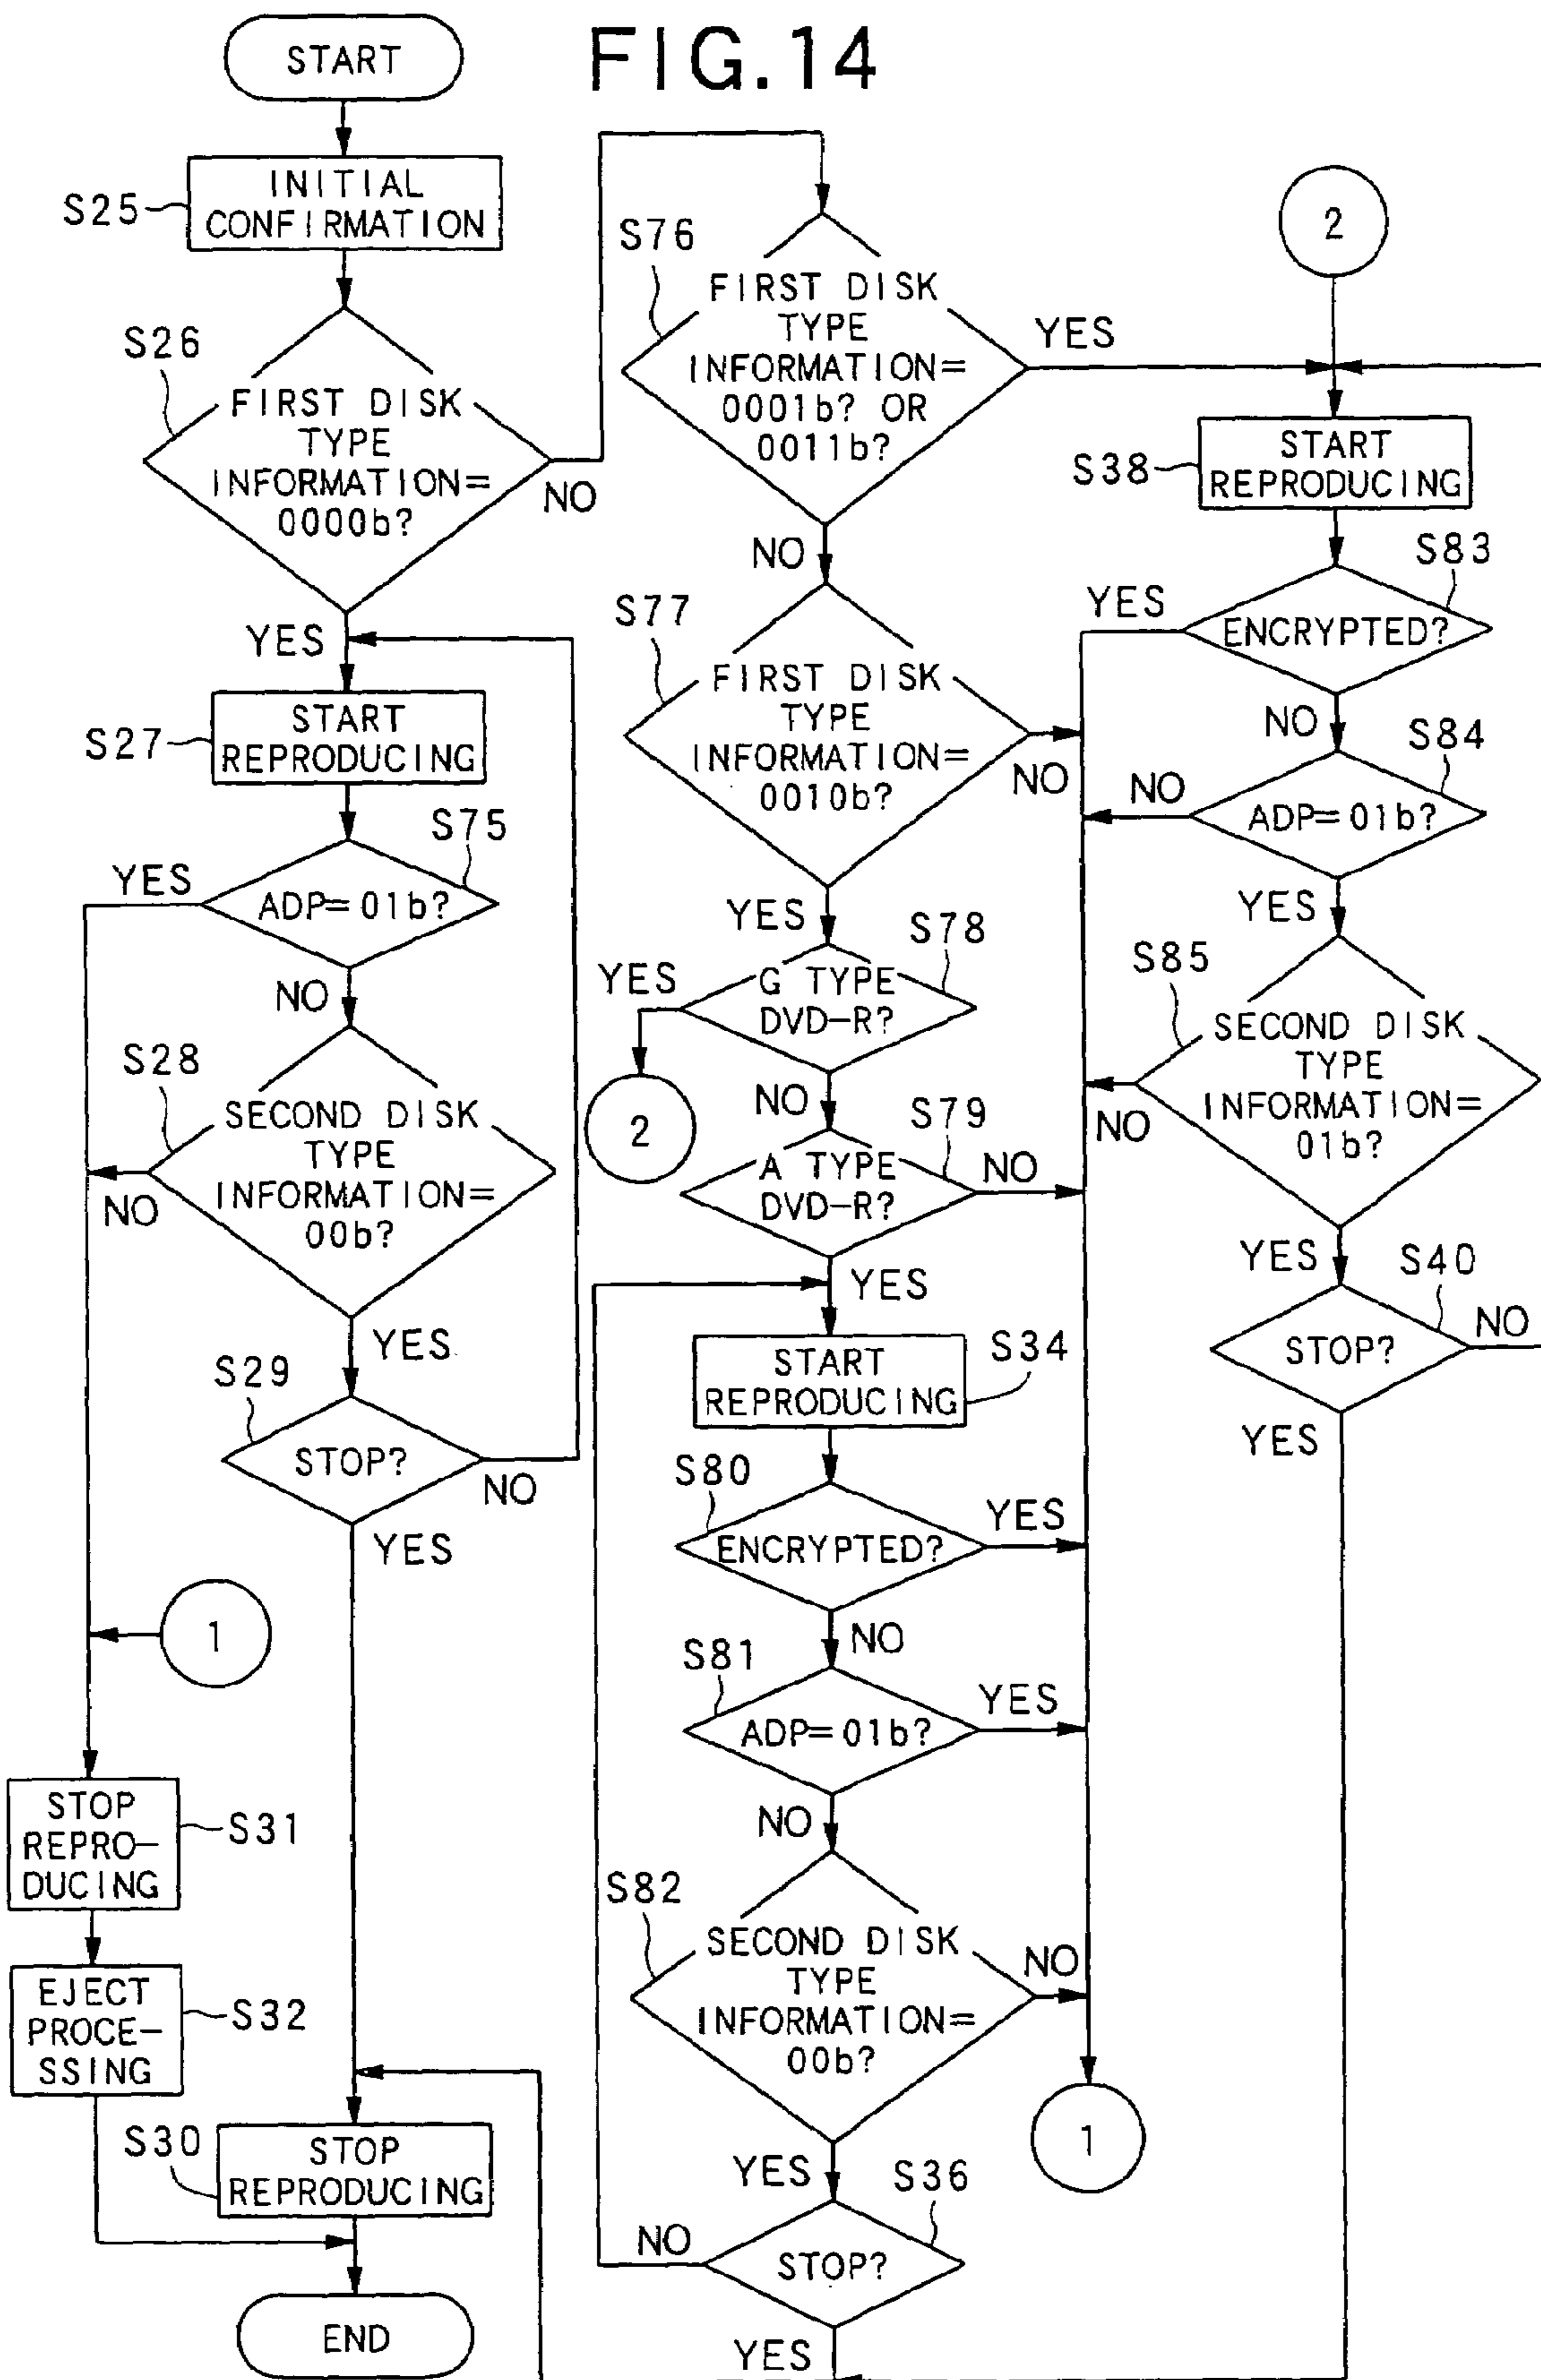 FIG.14
START
S25
INITIAL
CONFIRMATION
S26
FIRST DISK
TYPE
INFORMATION=
0000b?
NO
YES
S27
START
REPRODUCING
S75
YES
ADP=01b?
NO
S28
SECOND DISK
TYPE
INFORMATION=
00b?
NO
YES
S29
STOP?
NO
YES
1
STOP
REPRO-
DUCING
S31
EJECT
PROCE-
SSING
S32
S30
STOP
REPRODUCING
END
S76
FIRST DISK
TYPE
INFORMATION=
0001b? OR
0011b?
YES
NO
S77
FIRST DISK
TYPE
INFORMATION=
0010b?
NO
YES
S78
YES
G TYPE
DVD-R?
2
NO
S79
A TYPE
DVD-R?
NO
YES
START
REPRODUCING
S34
S80
ENCRYPTED?
YES
NO
S81
ADP=01b?
YES
NO
S82
SECOND DISK
TYPE
INFORMATION=
00b?
NO
1
YES
S36
NO
STOP?
YES
2
S38
START
REPRODUCING
S83
YES
ENCRYPTED?
NO
S84
NO
ADP=01b?
YES
S85
SECOND DISK
TYPE
INFORMATION=
01b?
NO
YES
S40
STOP?
NO
YES